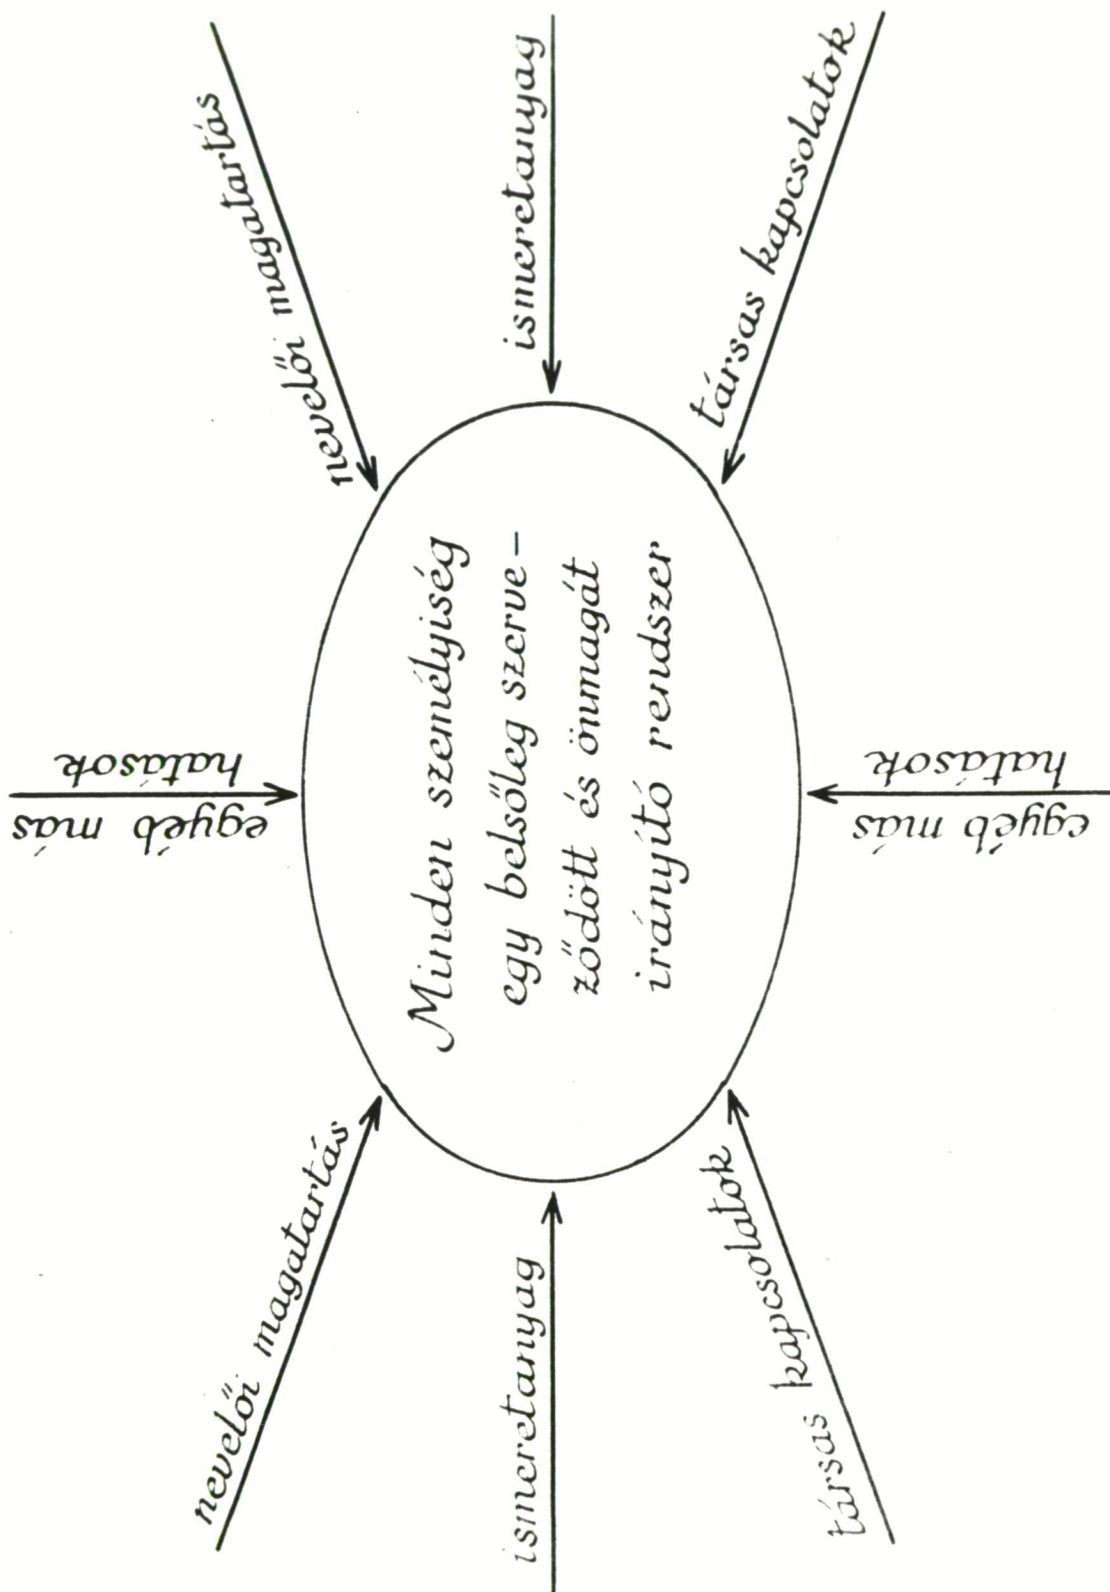 nevelői magatartás
ismeretanyag
társas kapcsolatok
egyéb más
hatások
Minden személyiség
egy belsőleg szerve-
ződött és önmagát
irányító rendszer
egyéb más
hatások
nevelői magatartás
ismeretanyag
társas kapcsolatok